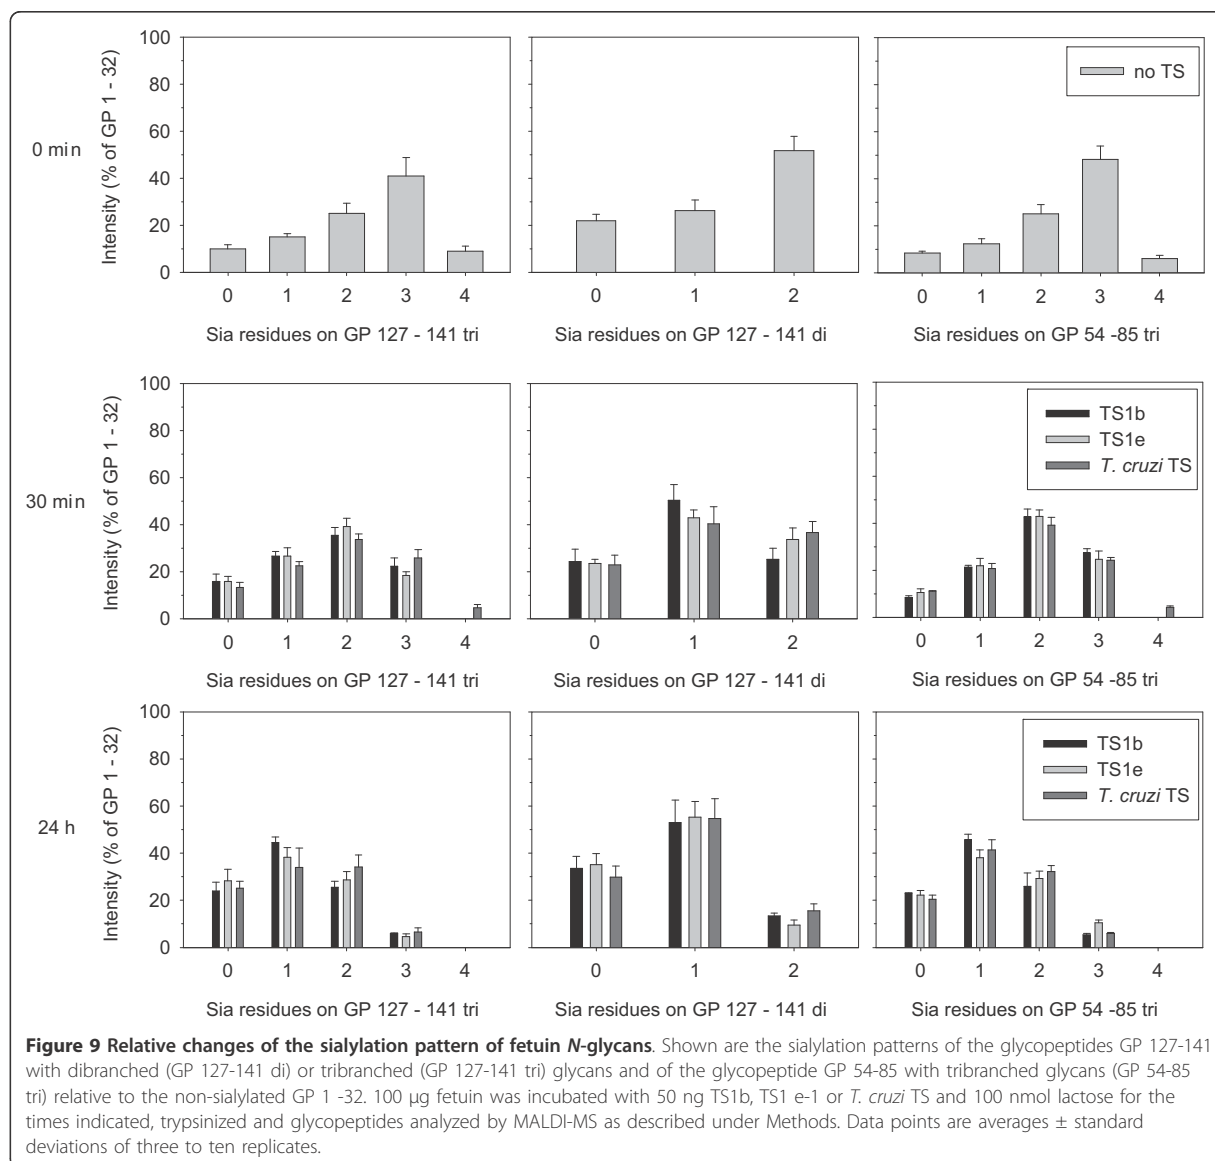 100
80
60
40
20
0
Intensity (% of GP 1 - 32)
0 min
0 1 2 3 4
Sia residues on GP 127 - 141 tri
0 1 2
Sia residues on GP 127 - 141 di
no TS
0 1 2 3 4
Sia residues on GP 54 -85 tri
100
80
60
40
20
0
Intensity (% of GP 1 - 32)
30 min
0 1 2 3 4
Sia residues on GP 127 - 141 tri
0 1 2
Sia residues on GP 127 - 141 di
TS1b
TS1e
T. cruzi TS
0 1 2 3 4
Sia residues on GP 54 -85 tri
100
80
60
40
20
0
Intensity (% of GP 1 - 32)
24 h
0 1 2 3 4
Sia residues on GP 127 - 141 tri
0 1 2
Sia residues on GP 127 - 141 di
TS1b
TS1e
T. cruzi TS
0 1 2 3 4
Sia residues on GP 54 -85 tri
Figure 9 Relative changes of the sialylation pattern of fetuin N-glycans. Shown are the sialylation patterns of the glycopeptides GP 127-141
with dibranched (GP 127-141 di) or tribranched (GP 127-141 tri) glycans and of the glycopeptide GP 54-85 with tribranched glycans (GP 54-85
tri) relative to the non-sialylated GP 1 -32. 100 μg fetuin was incubated with 50 ng TS1b, TS1 e-1 or T. cruzi TS and 100 nmol lactose for the
times indicated, trypsinized and glycopeptides analyzed by MALDI-MS as described under Methods. Data points are averages ± standard
deviations of three to ten replicates.